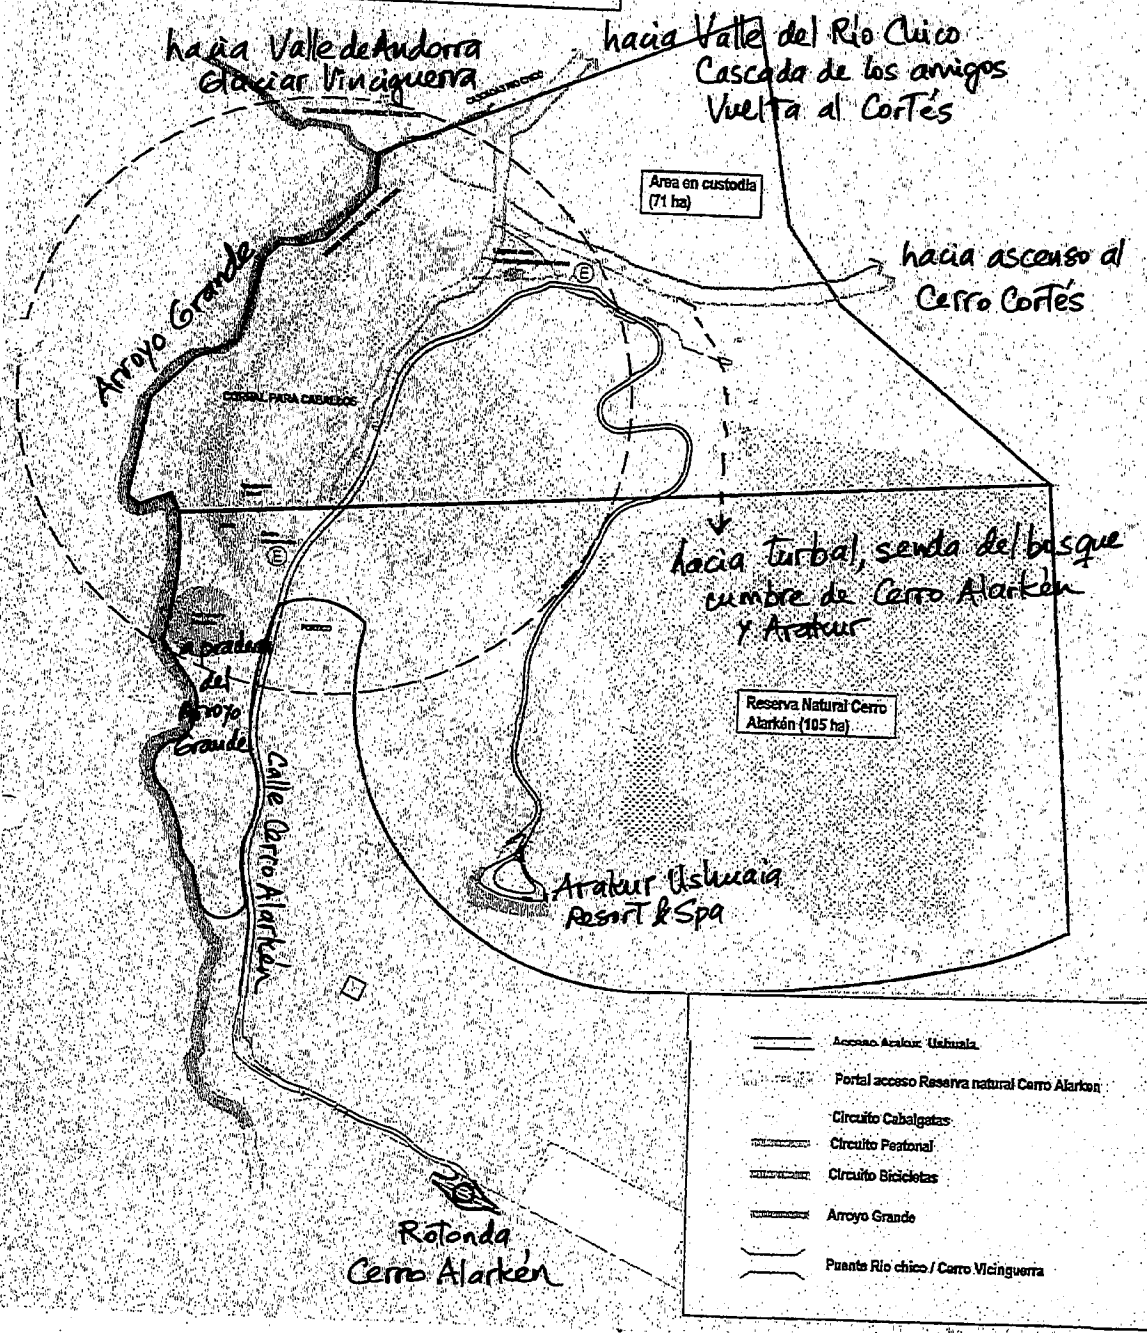 hacia Valle de Andorra
Glaciar Vinciguerra
hacia Valle del Río Chico
Cascada de los amigos
Vuelta al Cortés
Area en custodia
(71 ha)
hacia ascenso al
Cerro Cortés
Arroyo Grande
CORRAL PARA CABALLOS
E
E
hacia turbal, senda del bosque
cumbre de Cerro Alarkén
y Arakur
PORTICO
a pradera
del
Arroyo
Grande
Reserva Natural Cerro
Alarkén (105 ha)
Calle Cerro Alarkén
Arakur Ushuaia
Resort & Spa
Rotonda
Cerro Alarkén
Acceso Arakur Ushuaia
Portal acceso Reserva natural Cerro Alarken
Circuito Cabalgatas
Circuito Peatonal
Circuito Bicicletas
Arroyo Grande
Puente Rio chico / Cerro Vicinguerra